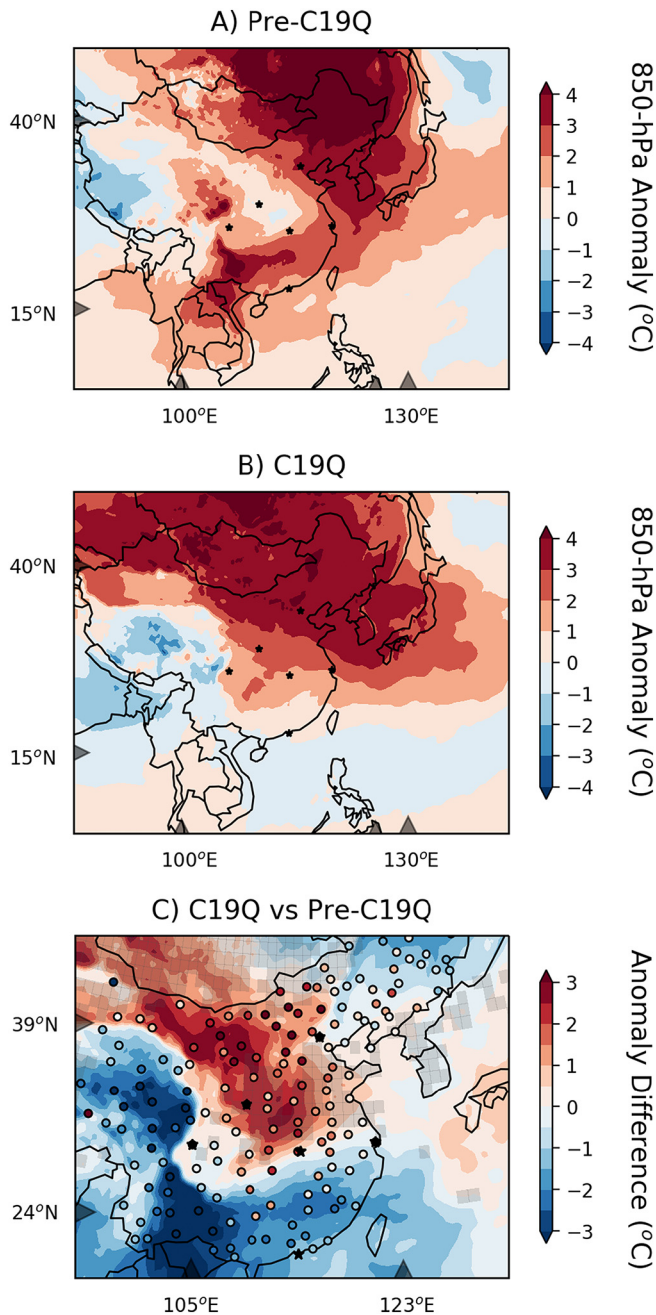 A) Pre-C19Q
40°N
15°N
100°E
130°E
4
3
2
1
0
−1
−2
−3
−4
850-hPa Anomaly (°C)
B) C19Q
40°N
15°N
100°E
130°E
4
3
2
1
0
−1
−2
−3
−4
850-hPa Anomaly (°C)
C) C19Q vs Pre-C19Q
39°N
24°N
105°E
123°E
3
2
1
0
−1
−2
−3
Anomaly Difference (°C)